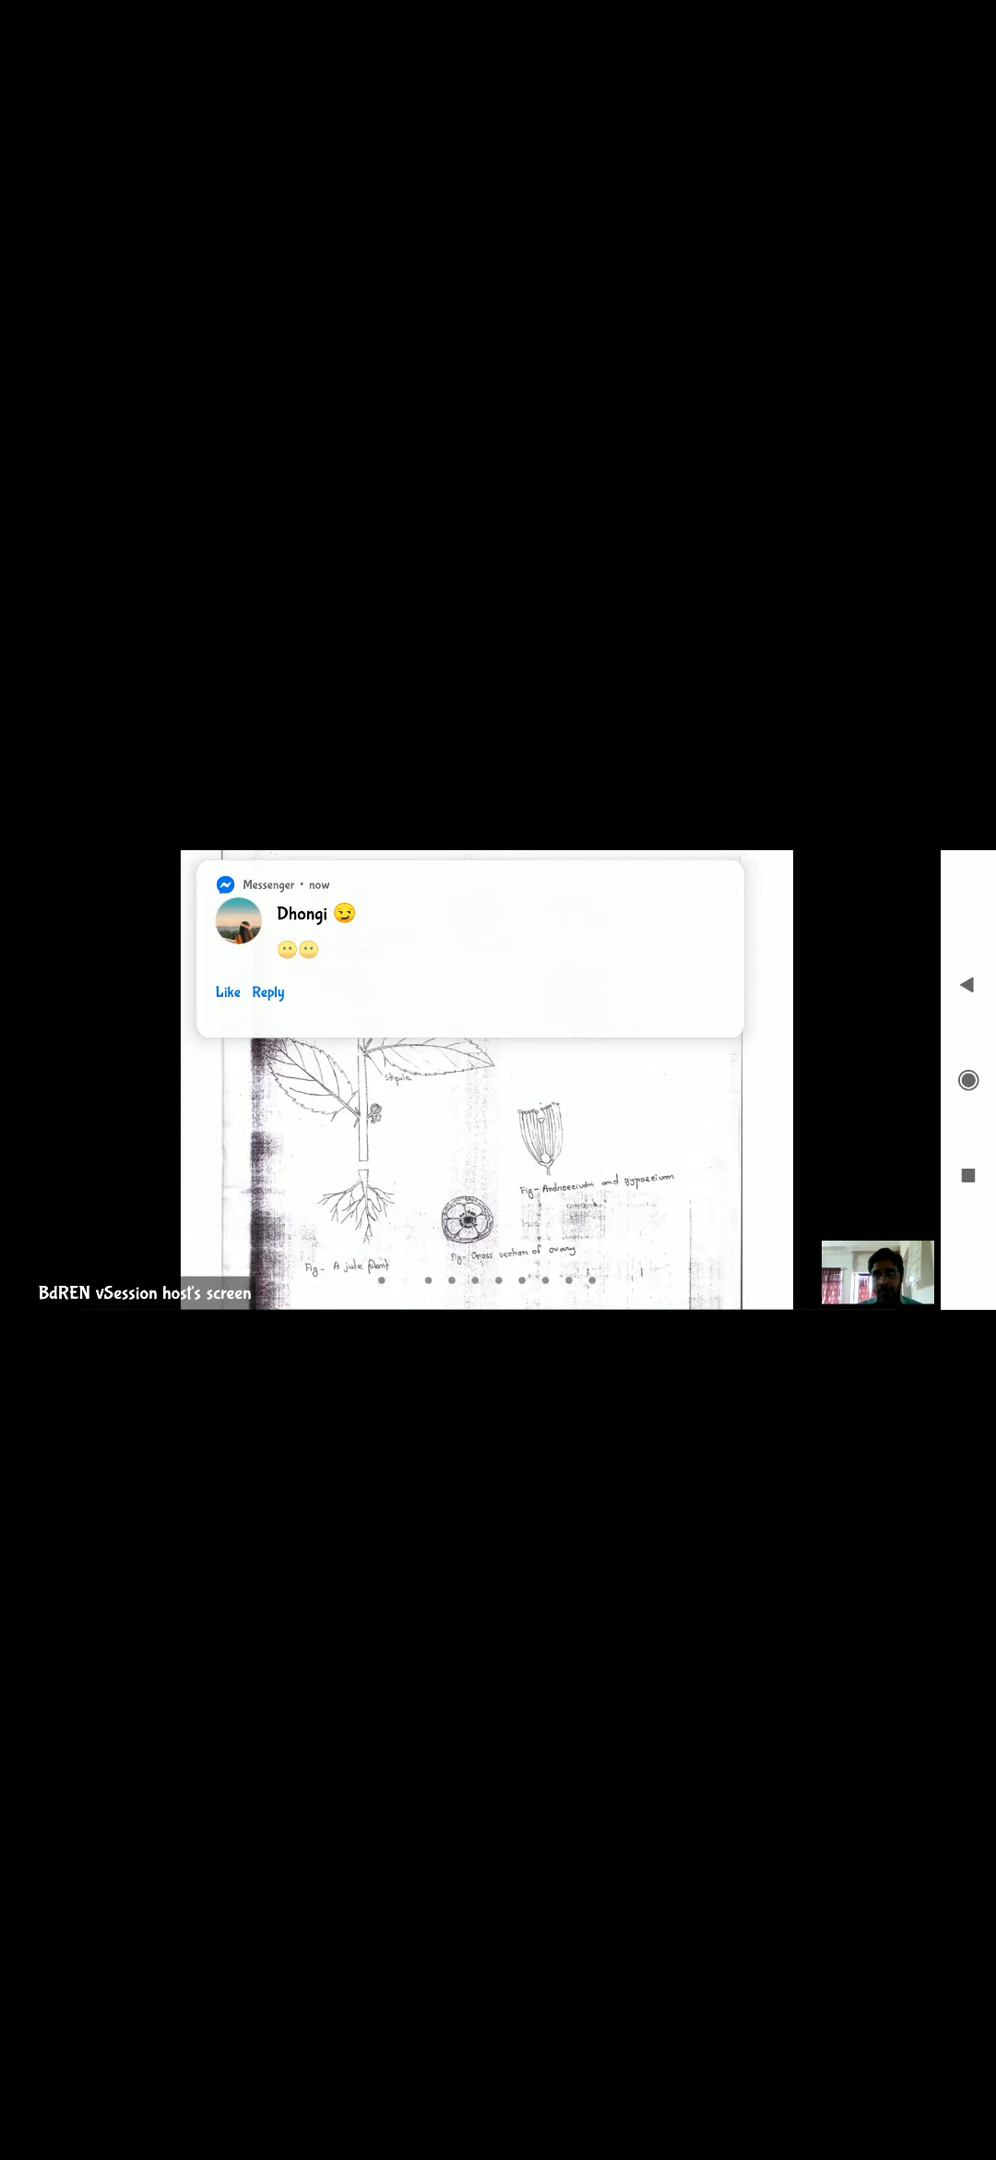 Messenger • now
Dhongi 😏
😶😶
Like Reply
stipule
Fig- Androecium and gynoecium
Fig- Cross section of ovary
Fig- A jute plant
BdREN vSession host's screen